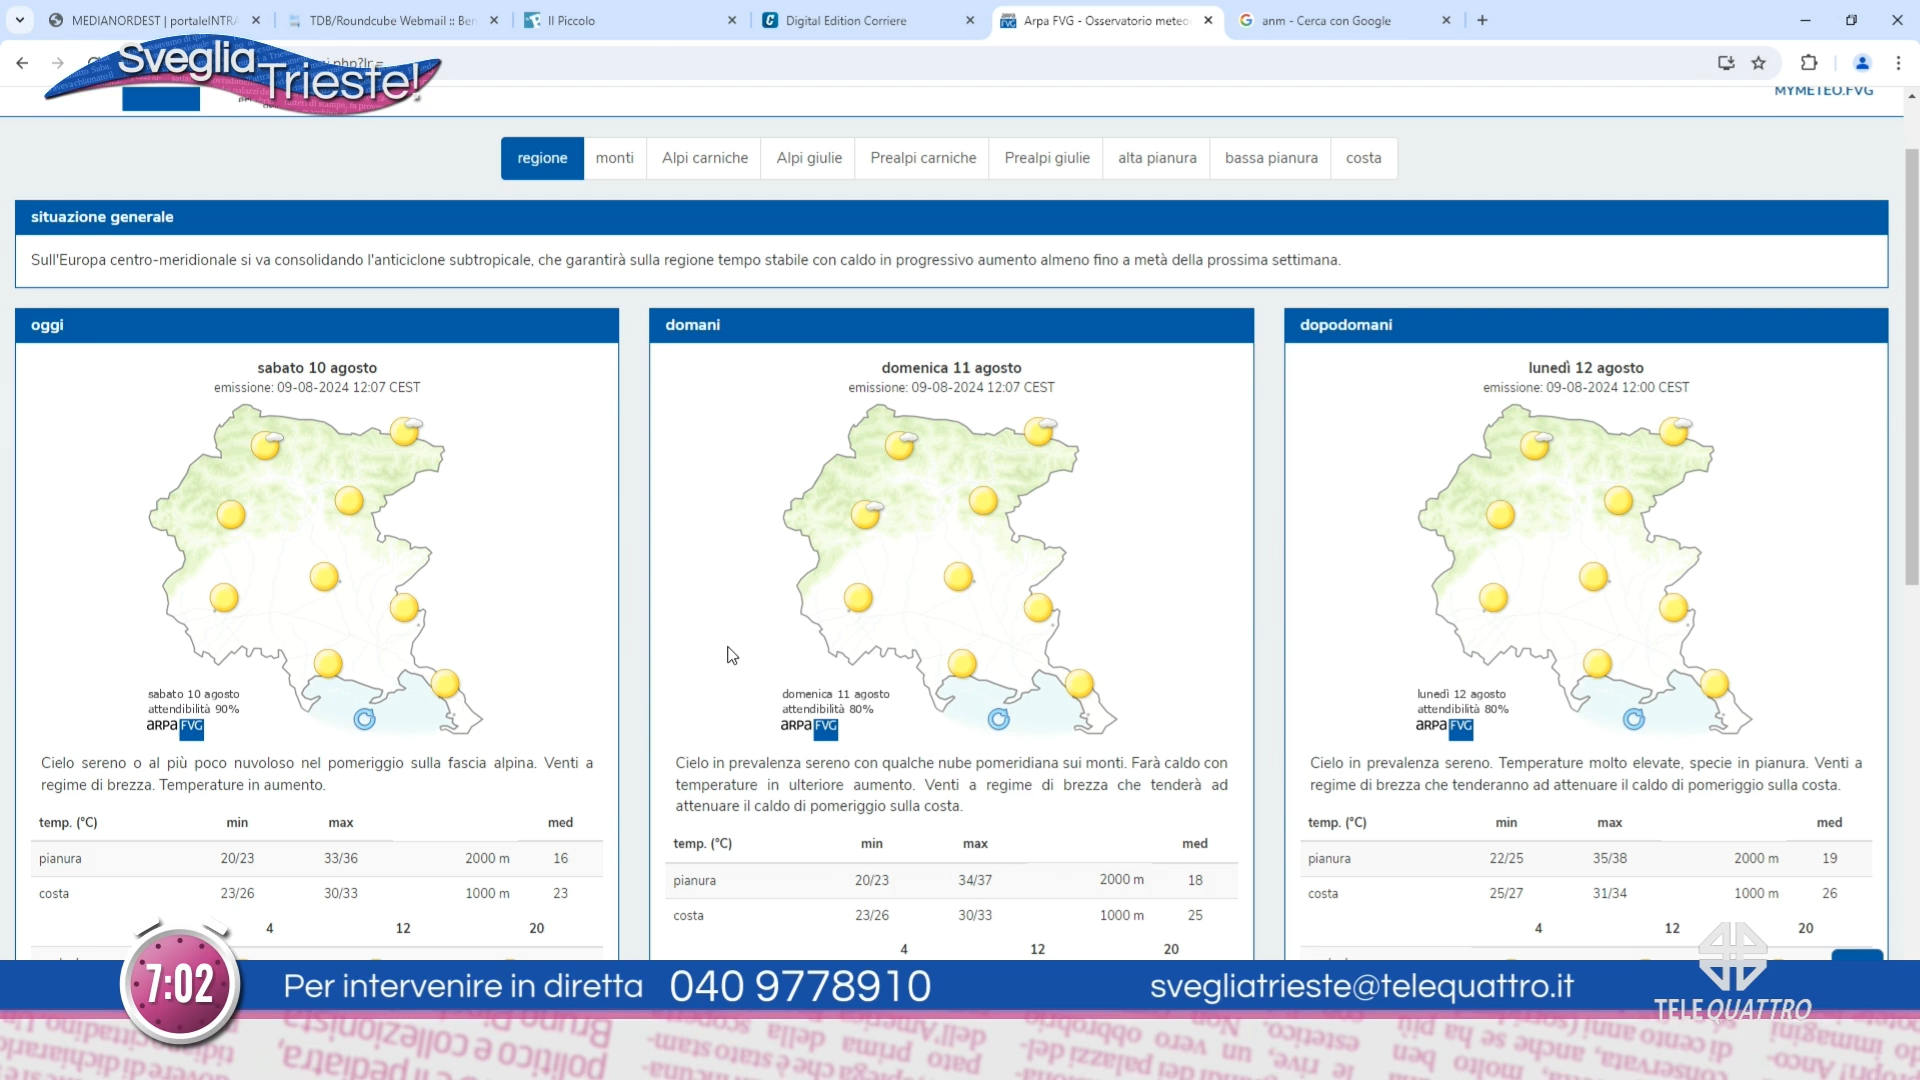 MEDIANORDEST | portaleINTRA
TDB/Roundcube Webmail :: Ben
Il Piccolo
Digital Edition Corriere
Arpa FVG - Osservatorio meteo
anm - Cerca con Google
Sveglia
Trieste!
php?ln=
MYMETEO.FVG
regione
monti
Alpi carniche
Alpi giulie
Prealpi carniche
Prealpi giulie
alta pianura
bassa pianura
costa
situazione generale
Sull'Europa centro-meridionale si va consolidando l'anticiclone subtropicale, che garantirà sulla regione tempo stabile con caldo in progressivo aumento almeno fino a metà della prossima settimana.
oggi
sabato 10 agosto
emissione: 09-08-2024 12:07 CEST
sabato 10 agosto
attendibilità 90%
arpa FVG
Cielo sereno o al più poco nuvoloso nel pomeriggio sulla fascia alpina. Venti a
regime di brezza. Temperature in aumento.
temp. (°C) min max med
pianura 20/23 33/36 2000 m 16
costa 23/26 30/33 1000 m 23
4 12 20
domani
domenica 11 agosto
emissione: 09-08-2024 12:07 CEST
domenica 11 agosto
attendibilità 80%
arpa FVG
Cielo in prevalenza sereno con qualche nube pomeridiana sui monti. Farà caldo con
temperature in ulteriore aumento. Venti a regime di brezza che tenderà ad
attenuare il caldo di pomeriggio sulla costa.
temp. (°C) min max med
pianura 20/23 34/37 2000 m 18
costa 23/26 30/33 1000 m 25
4 12 20
dopodomani
lunedì 12 agosto
emissione: 09-08-2024 12:00 CEST
lunedì 12 agosto
attendibilità 80%
arpa FVG
Cielo in prevalenza sereno. Temperature molto elevate, specie in pianura. Venti a
regime di brezza che tenderanno ad attenuare il caldo di pomeriggio sulla costa.
temp. (°C) min max med
pianura 22/25 35/38 2000 m 19
costa 25/27 31/34 1000 m 26
4 12 20
7:02
Per intervenire in diretta 040 9778910
svegliatrieste@telequattro.it
TELEQUATTRO